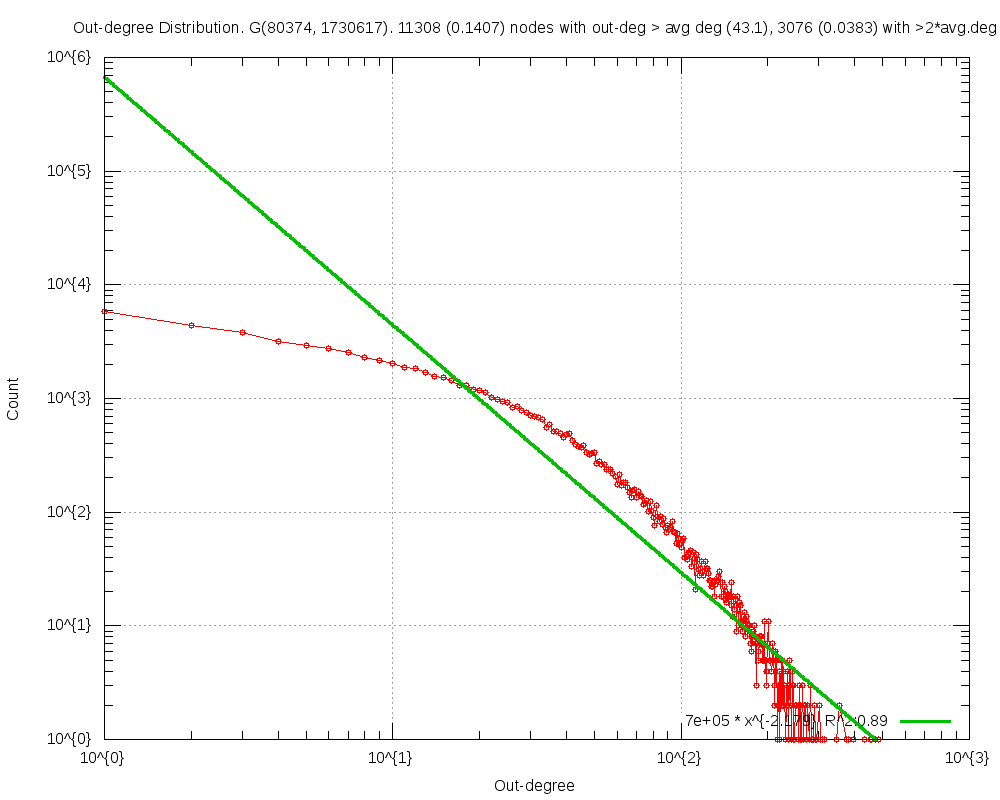 Out-degree Distribution. G(80374, 1730617). 11308 (0.1407) nodes with out-deg > avg deg (43.1), 3076 (0.0383) with >2*avg.deg
10^{6}
10^{5}
10^{4}
10^{3}
10^{2}
10^{1}
10^{0}
Count
7e+05 * x^{-2.179} R^2:0.89
10^{0}
10^{1}
10^{2}
10^{3}
Out-degree